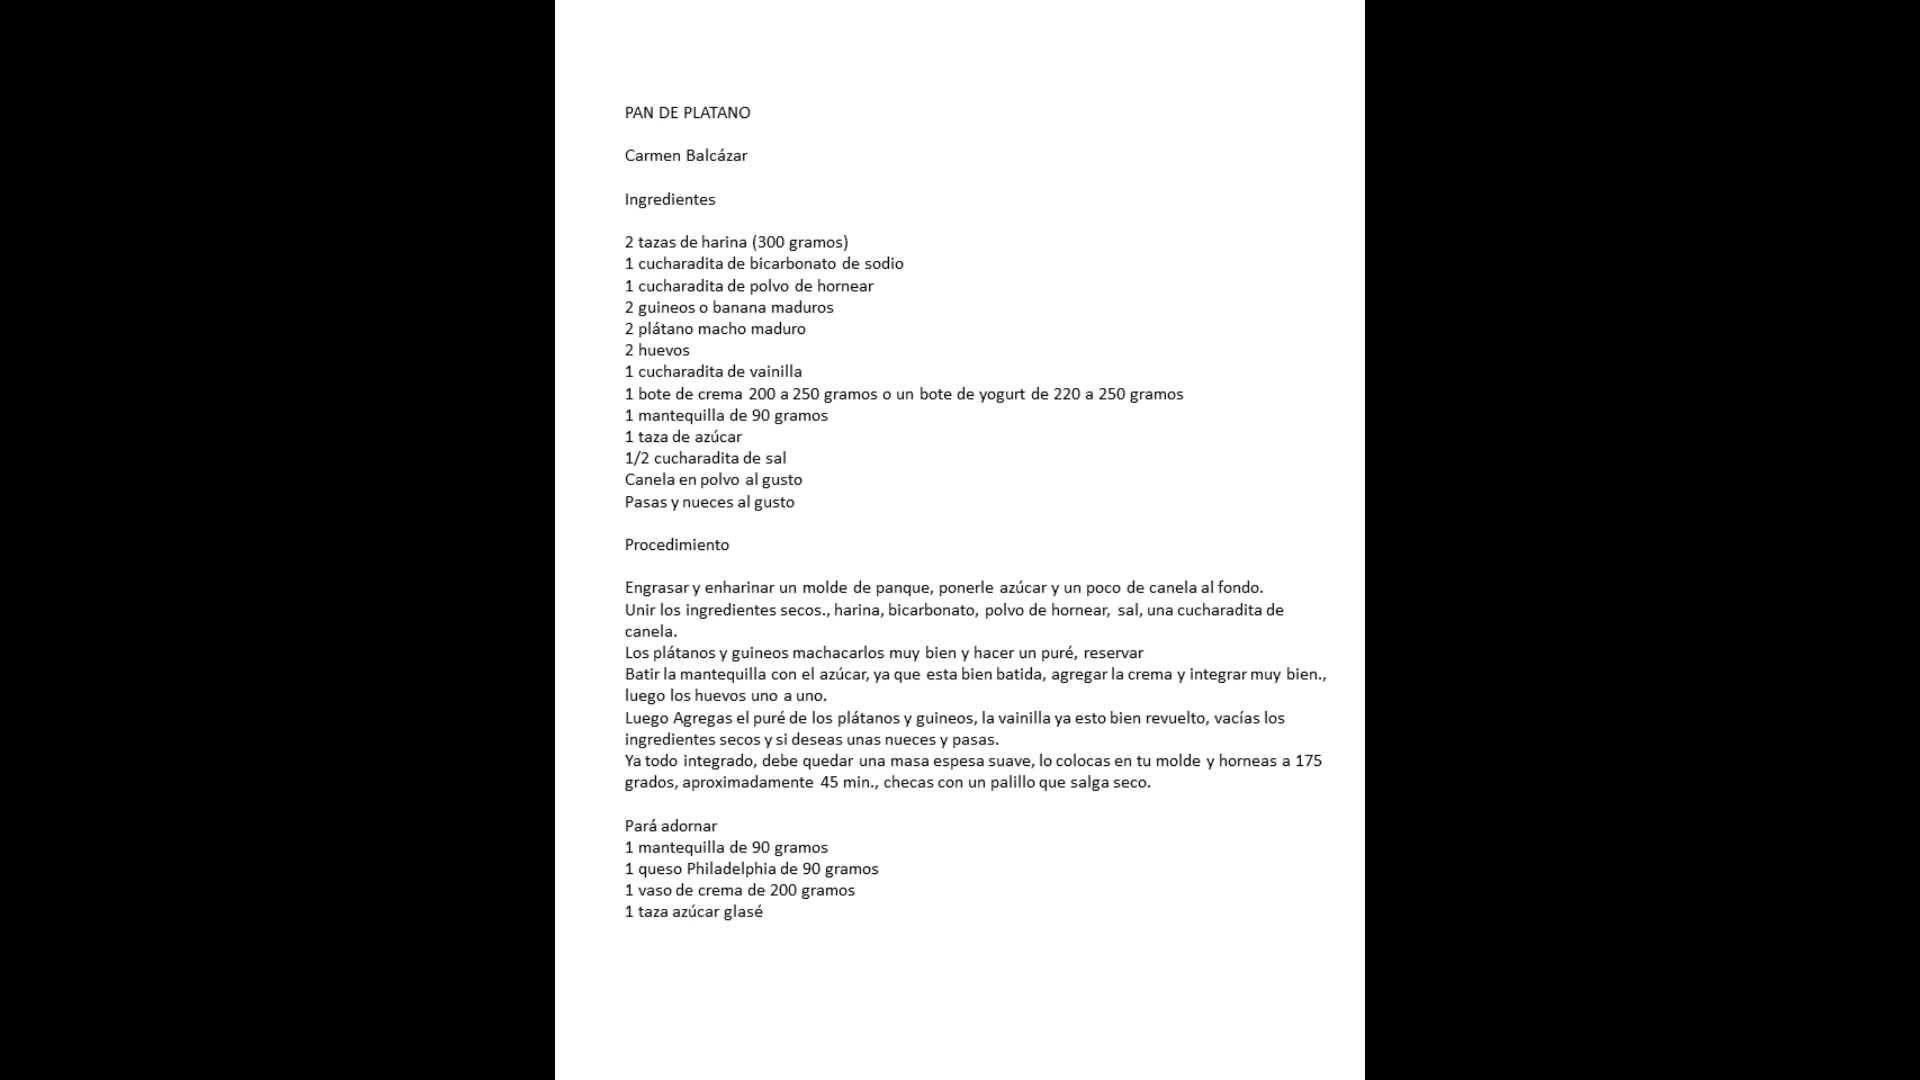 PAN DE PLATANO
Carmen Balcázar
Ingredientes
2 tazas de harina (300 gramos)
1 cucharadita de bicarbonato de sodio
1 cucharadita de polvo de hornear
2 guineos o banana maduros
2 plátano macho maduro
2 huevos
1 cucharadita de vainilla
1 bote de crema 200 a 250 gramos o un bote de yogurt de 220 a 250 gramos
1 mantequilla de 90 gramos
1 taza de azúcar
1/2 cucharadita de sal
Canela en polvo al gusto
Pasas y nueces al gusto
Procedimiento
Engrasar y enharinar un molde de panque, ponerle azúcar y un poco de canela al fondo.
Unir los ingredientes secos., harina, bicarbonato, polvo de hornear, sal, una cucharadita de
canela.
Los plátanos y guineos machacarlos muy bien y hacer un puré, reservar
Batir la mantequilla con el azúcar, ya que esta bien batida, agregar la crema y integrar muy bien.,
luego los huevos uno a uno.
Luego Agregas el puré de los plátanos y guineos, la vainilla ya esto bien revuelto, vacías los
ingredientes secos y si deseas unas nueces y pasas.
Ya todo integrado, debe quedar una masa espesa suave, lo colocas en tu molde y horneas a 175
grados, aproximadamente 45 min., checas con un palillo que salga seco.
Pará adornar
1 mantequilla de 90 gramos
1 queso Philadelphia de 90 gramos
1 vaso de crema de 200 gramos
1 taza azúcar glasé